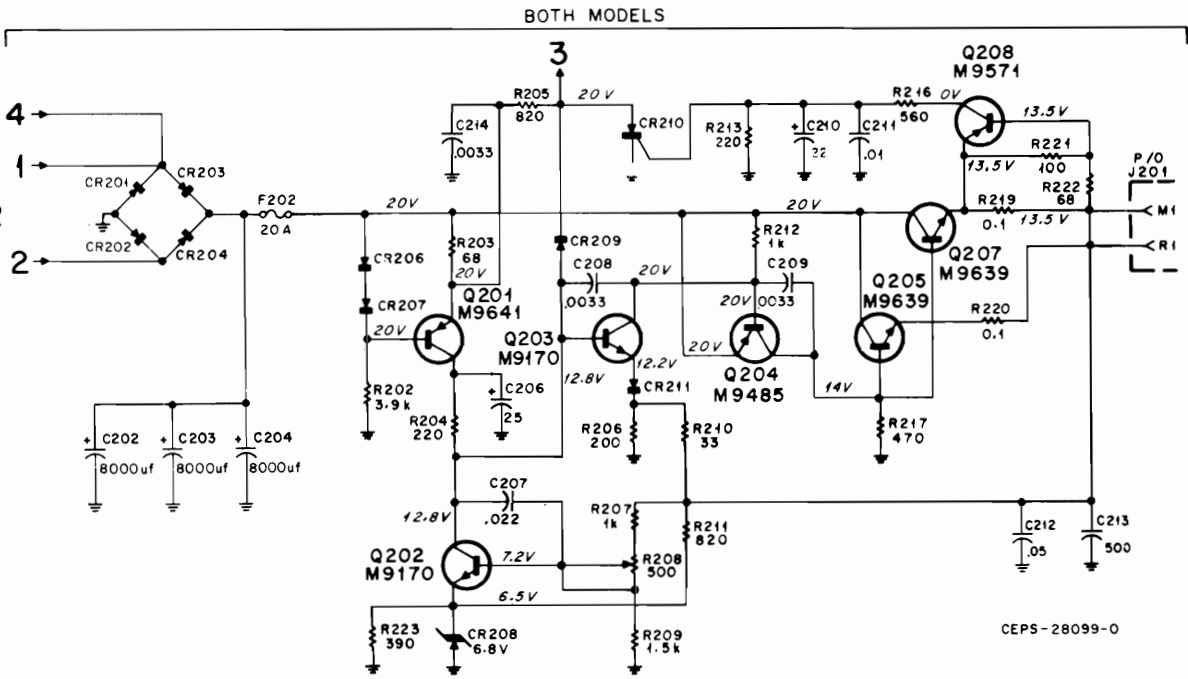 BOTH MODELS
3
Q208
M9571
4
R205
820
20V
R216
560
0V
13.5V
C214
.0033
CR210
R213
220
+
C210
22
C211
.01
R221
100
P/O
J201
1
CR201
CR203
13.5V
F202
20A
R222
68
R219
0.1
13.5V
M1
20V
20V
R212
1k
R203
68
CR209
CR202
CR204
2
CR206
C208
.0033
20V
C209
.0033
Q207
M9639
R1
20V
Q201
M9641
CR207
20V
Q205
M9639
Q203
M9170
20V
R220
0.1
20V
12.2V
12.8V
Q204
M9485
+
C206
25
CR211
14V
R202
3.9k
R204
220
R206
200
R210
33
R217
470
+
C202
8000uf
+
C203
8000uf
+
C204
8000uf
C207
.022
12.8V
R207
1k
R211
820
C212
.05
C213
500
Q202
M9170
7.2V
R208
500
6.5V
R223
390
CR208
6.8V
R209
1.5k
CEPS-28099-0